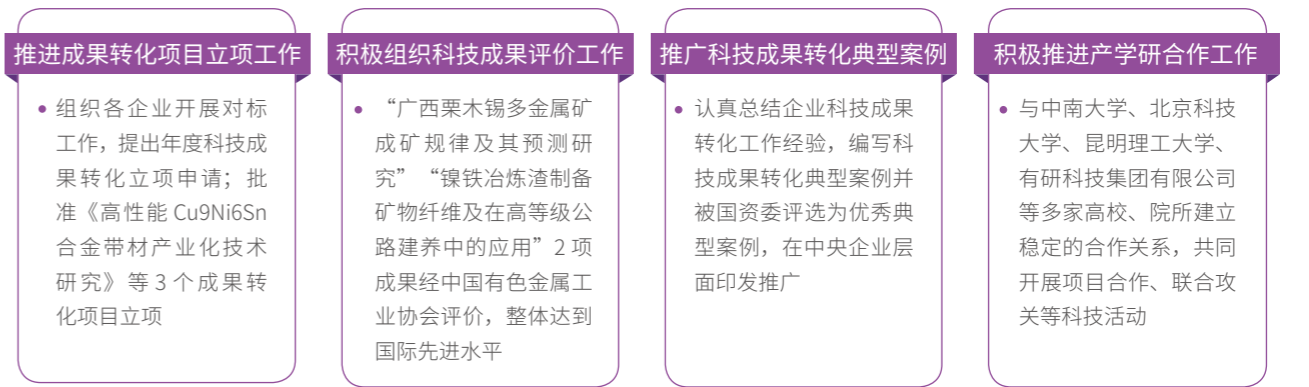 推进成果转化项目立项工作
• 组织各企业开展对标
工作，提出年度科技成
果转化立项申请；批
准《高性能 Cu9Ni6Sn
合金带材产业化技术
研究》等 3 个成果转
化项目立项
积极组织科技成果评价工作
• “广西栗木锡多金属矿
成矿规律及其预测研
究”“镍铁冶炼渣制备
矿物纤维及在高等级公
路建养中的应用”2 项
成果经中国有色金属工
业协会评价，整体达到
国际先进水平
推广科技成果转化典型案例
• 认真总结企业科技成果
转化工作经验，编写科
技成果转化典型案例并
被国资委评选为优秀典
型案例，在中央企业层
面印发推广
积极推进产学研合作工作
• 与中南大学、北京科技
大学、昆明理工大学、
有研科技集团有限公司
等多家高校、院所建立
稳定的合作关系，共同
开展项目合作、联合攻
关等科技活动